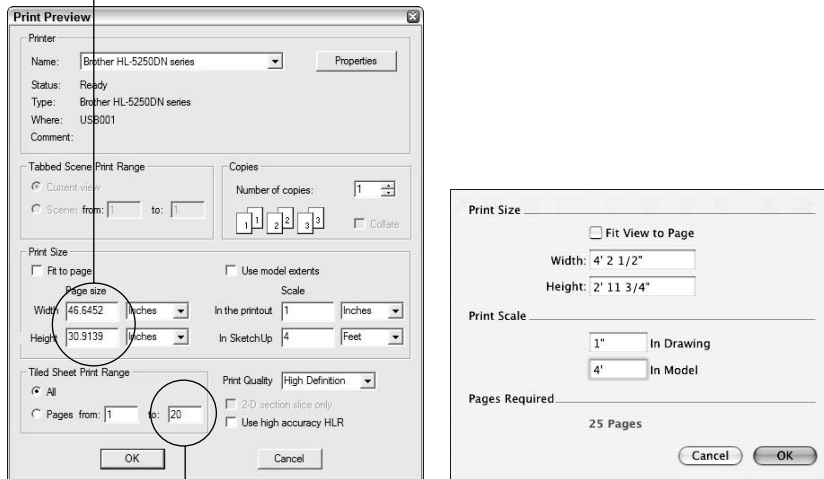 Print Preview
Printer
Name: Brother HL-5250DN series Properties
Status: Ready
Type: Brother HL-5250DN series
Where: USB001
Comment:
Tabbed Scene Print Range
Current view
Scenes from: 1 to: 1
Copies
Number of copies: 1
1 1 2 2 3 3
Collate
Print Size
Fit to page Use model extents
Page size Scale
Width 46.6452 Inches In the printout 1 Inches
Height 30.9139 Inches In SketchUp 4 Feet
Tiled Sheet Print Range
All
Pages from: 1 to: 20
Print Quality High Definition
2-D section slice only
Use high accuracy HLR
OK Cancel
Print Size
Fit View to Page
Width: 4' 2 1/2"
Height: 2' 11 3/4"
Print Scale
1" In Drawing
4' In Model
Pages Required
25 Pages
Cancel OK